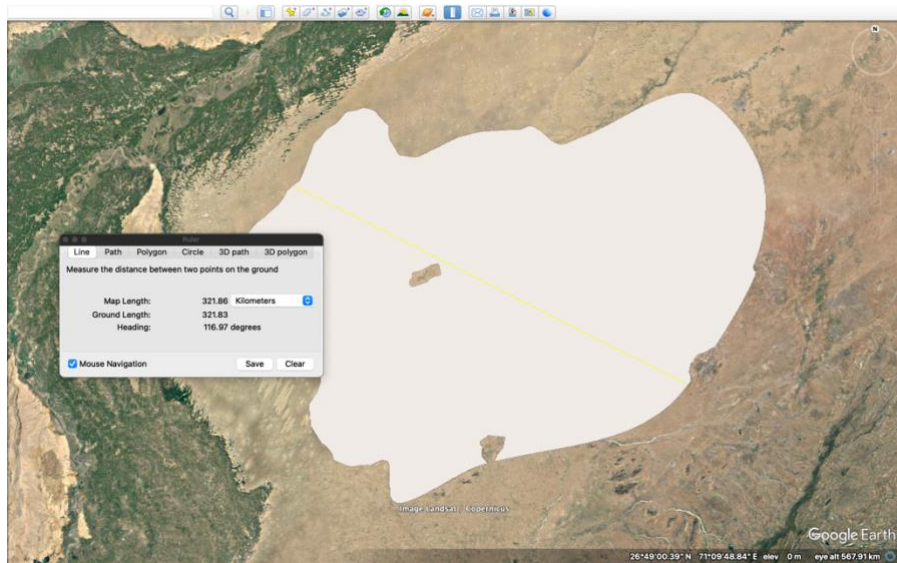 N
Ruler
Line Path Polygon Circle 3D path 3D polygon
Measure the distance between two points on the ground
Map Length: 321.86 Kilometers
Ground Length: 321.83
Heading: 116.97 degrees
Mouse Navigation Save Clear
Image Landsat / Copernicus
Google Earth
26°49'00.39" N 71°09'48.84" E elev 0 m eye alt 567.91 km